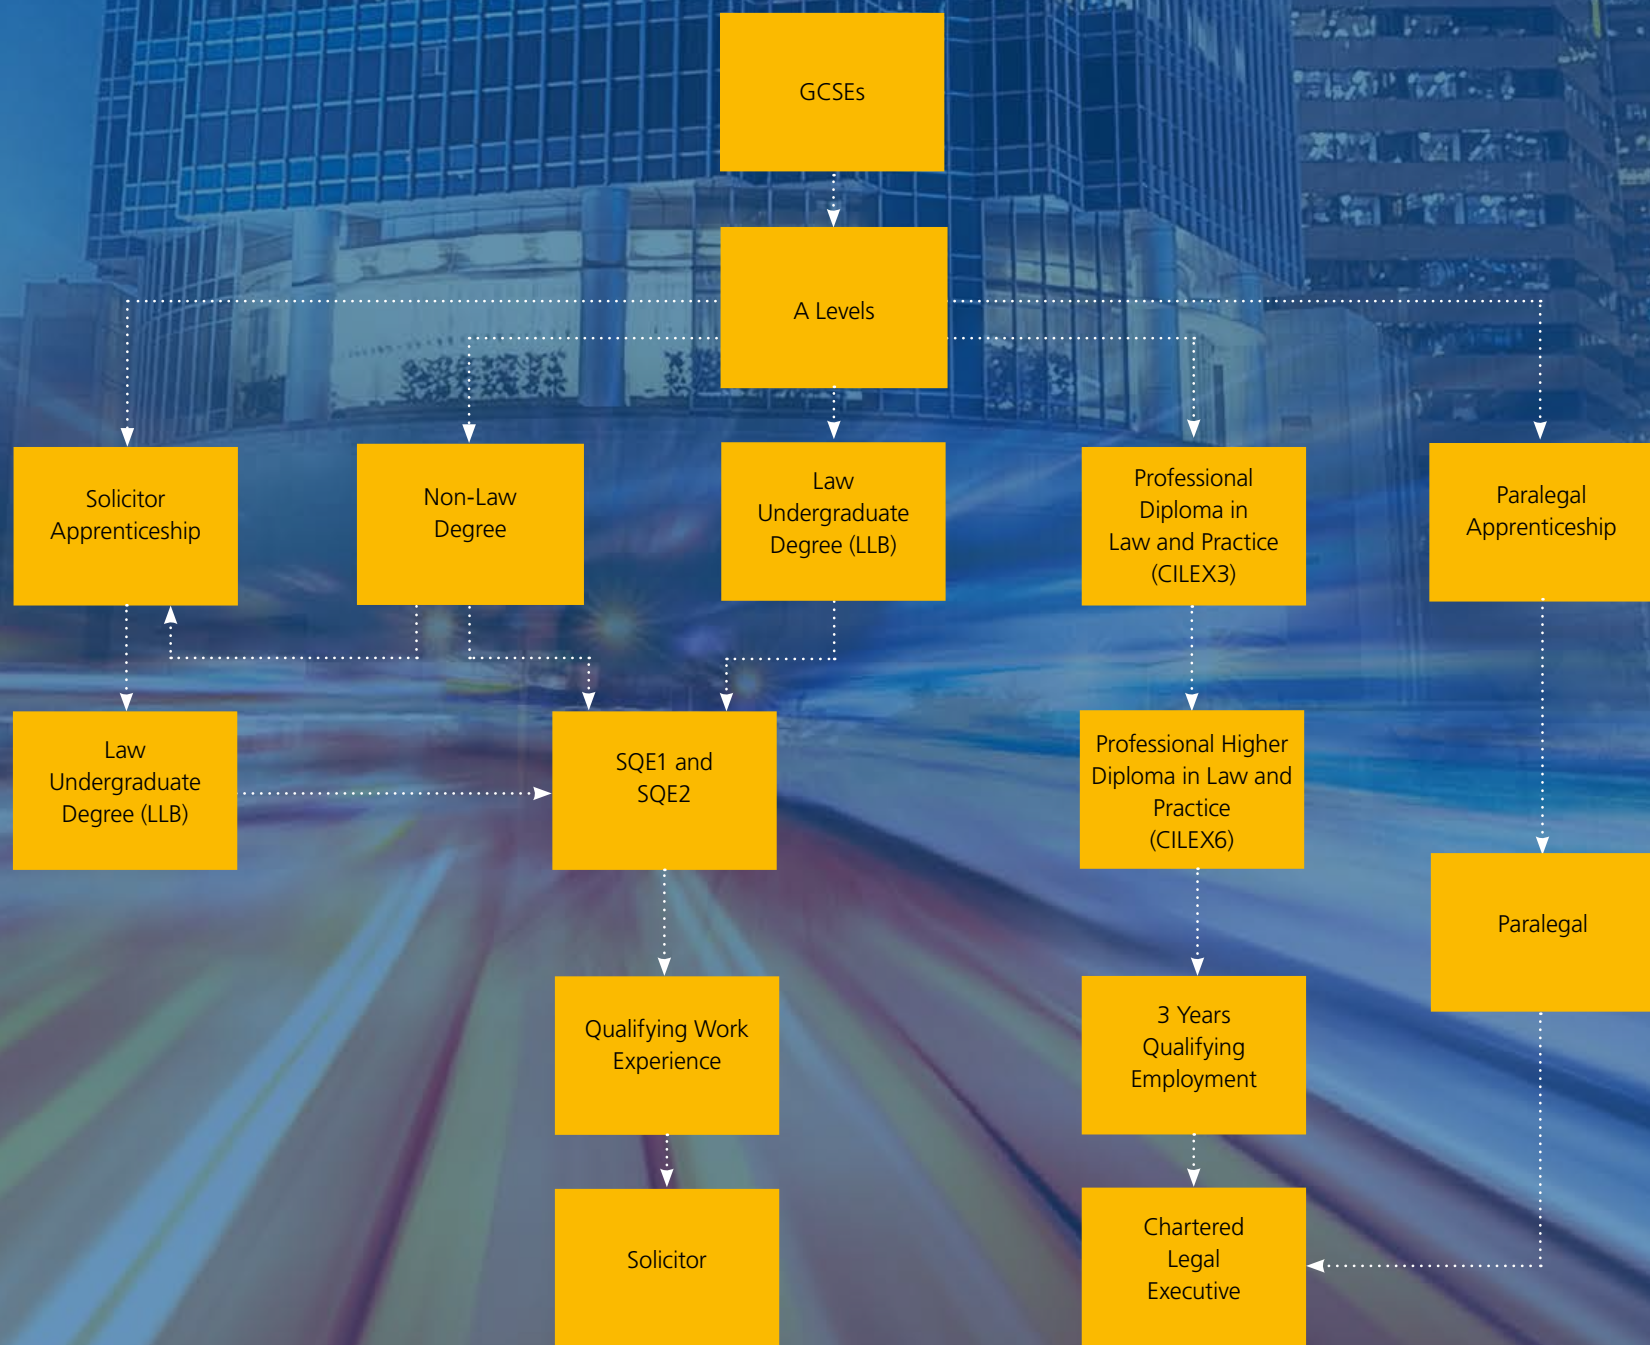 GCSEs
A Levels
Solicitor
Apprenticeship
Non-Law
Degree
Law
Undergraduate
Degree (LLB)
Professional
Diploma in
Law and Practice
(CILEX3)
Paralegal
Apprenticeship
Law
Undergraduate
Degree (LLB)
SQE1 and
SQE2
Professional Higher
Diploma in Law and
Practice
(CILEX6)
Paralegal
Qualifying Work
Experience
3 Years
Qualifying
Employment
Solicitor
Chartered
Legal
Executive